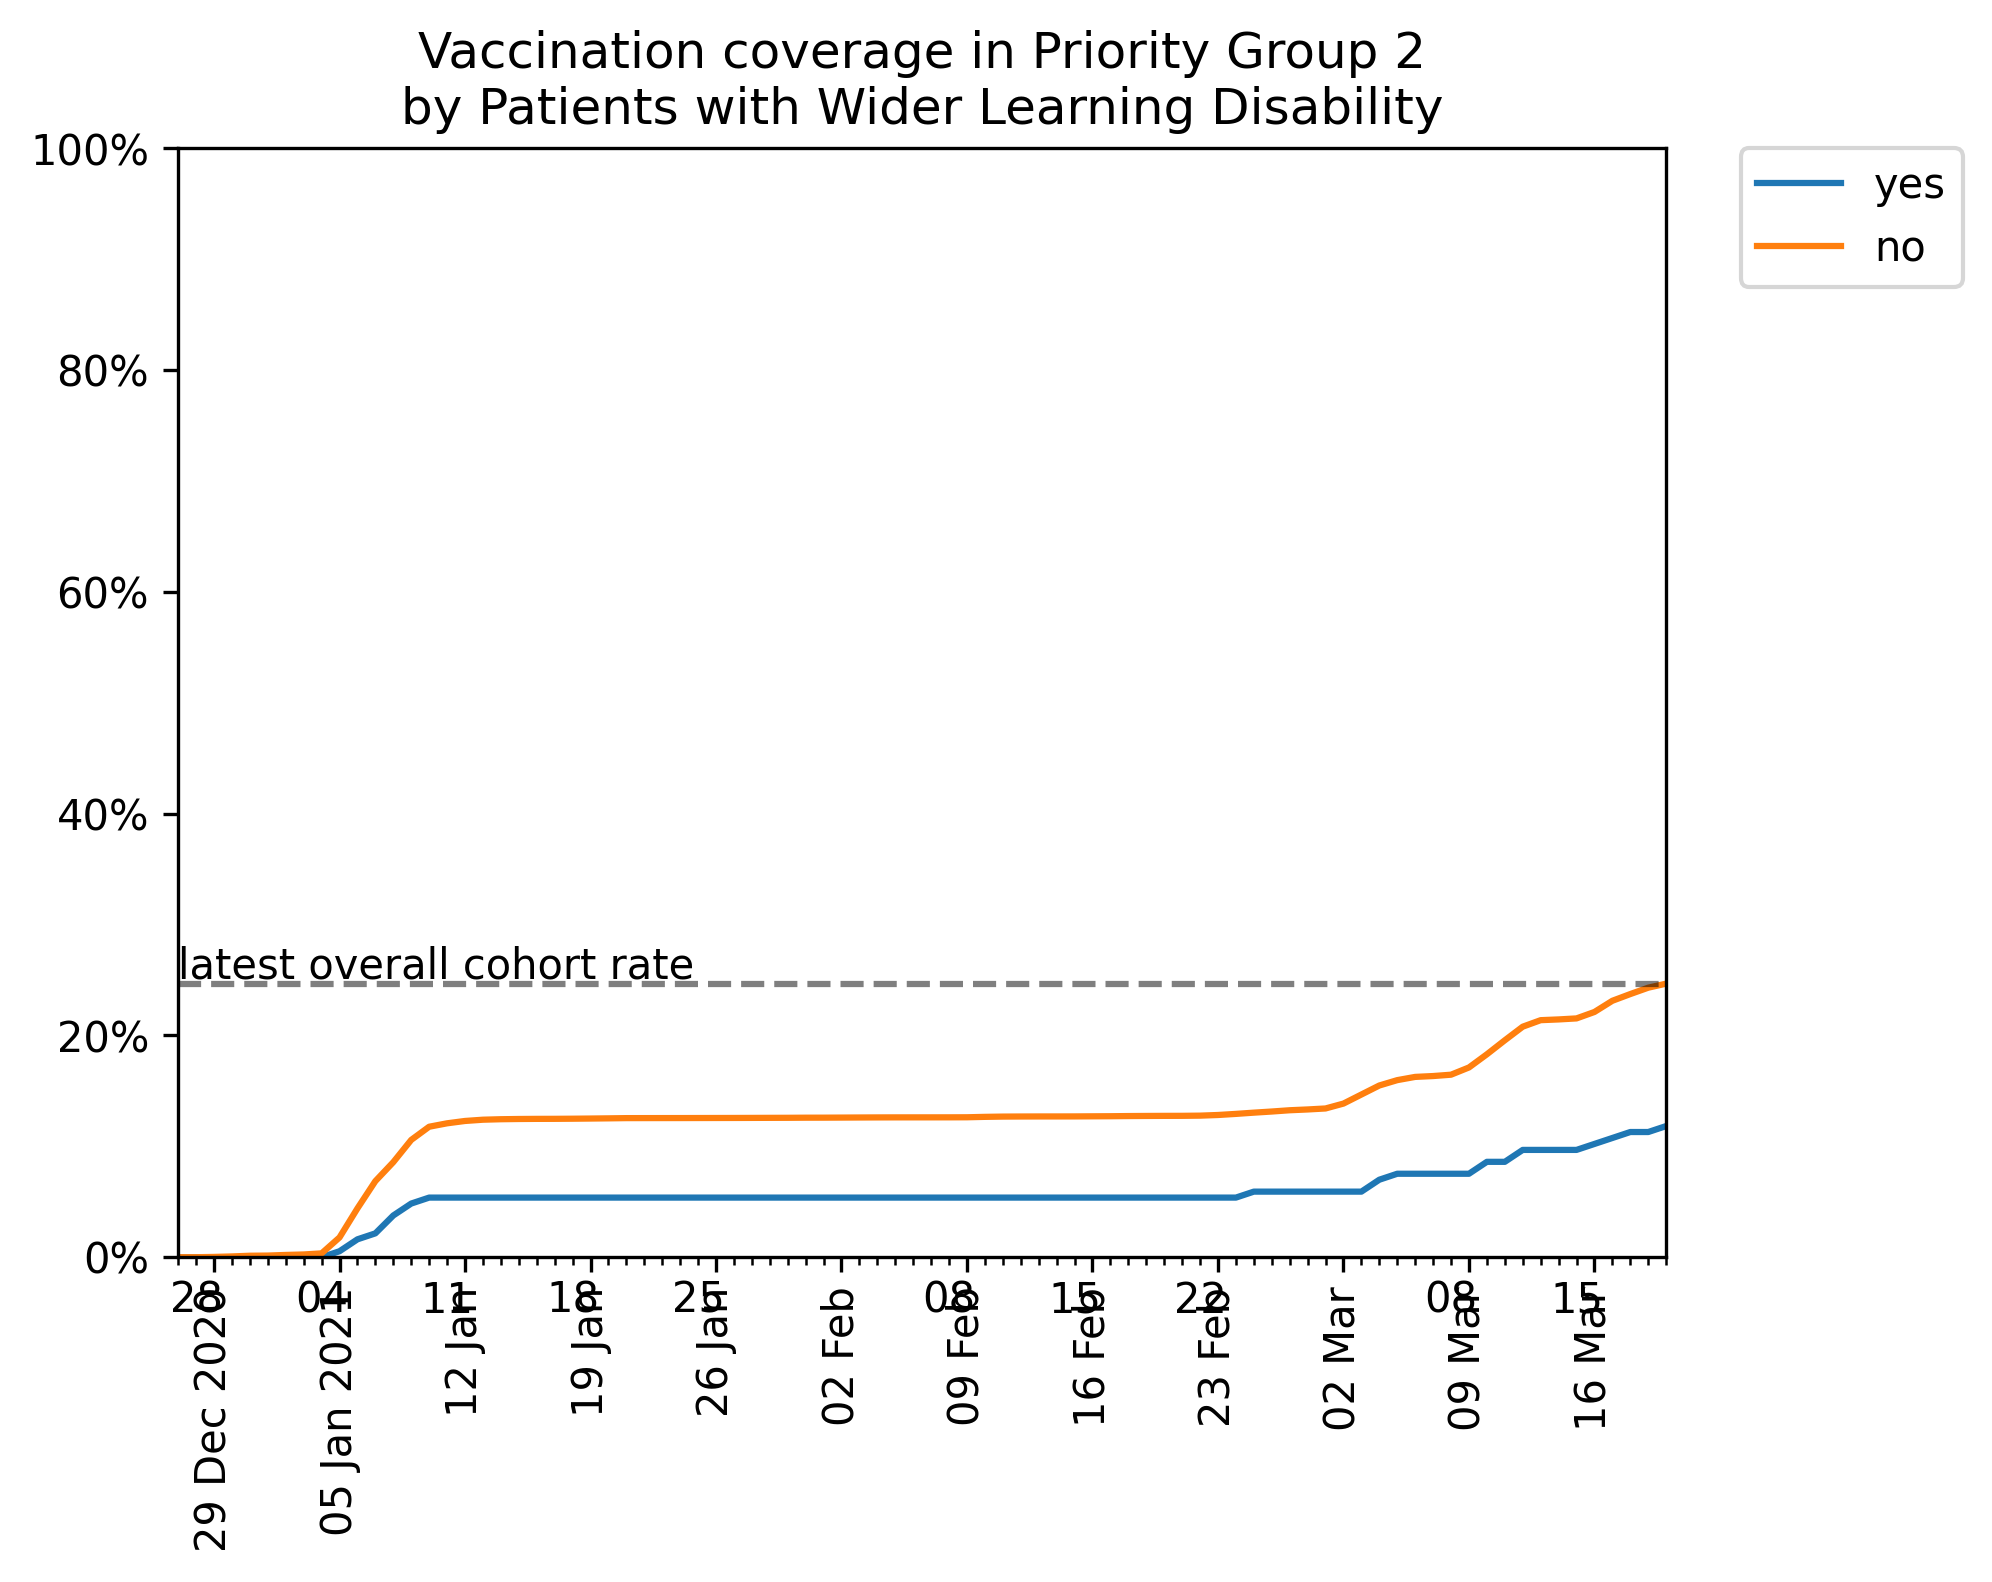 Vaccination coverage in Priority Group 2
by Patients with Wider Learning Disability
100%
80%
60%
40%
20%
0%
latest overall cohort rate
yes
no
28
04
11
18
25
08
15
22
08
15
29 Dec 2020
05 Jan 2021
12 Jan
19 Jan
26 Jan
02 Feb
09 Feb
16 Feb
23 Feb
02 Mar
09 Mar
16 Mar